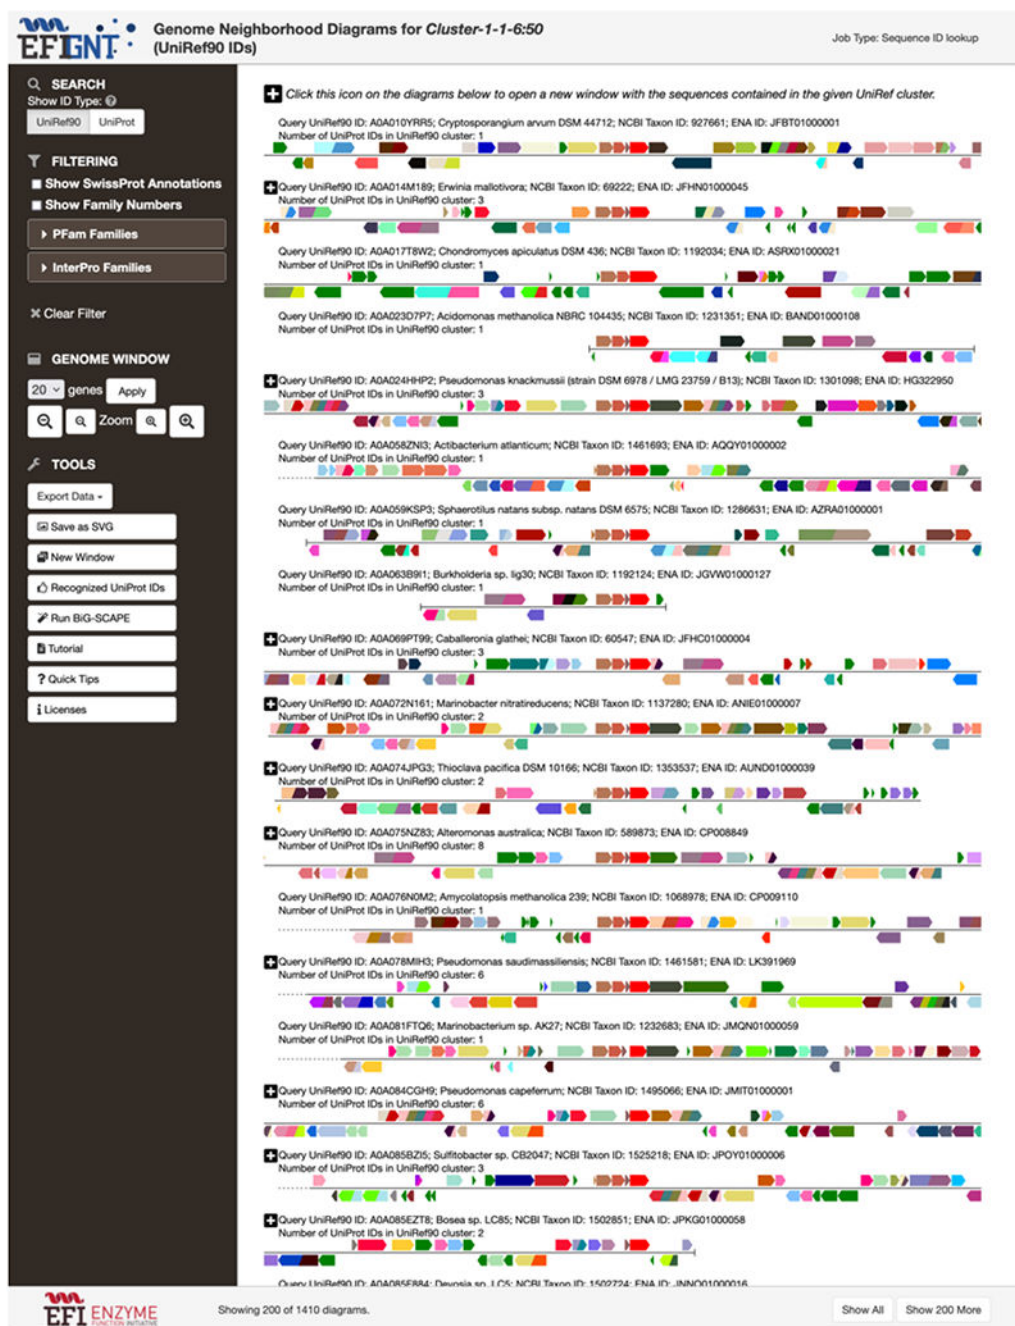 EFI GNT
Genome Neighborhood Diagrams for Cluster-1-1-6:50
(UniRef90 IDs)
Job Type: Sequence ID lookup
SEARCH
Show ID Type:
UniRef90 UniProt
FILTERING
Show SwissProt Annotations
Show Family Numbers
PFam Families
InterPro Families
Clear Filter
GENOME WINDOW
20 genes Apply
Zoom
TOOLS
Export Data
Save as SVG
New Window
Recognized UniProt IDs
Run BiG-SCAPE
Tutorial
? Quick Tips
Licenses
Click this icon on the diagrams below to open a new window with the sequences contained in the given UniRef cluster.
Query UniRef90 ID: A0A010YRR5; Cryptosporangium arvum DSM 44712; NCBI Taxon ID: 927661; ENA ID: JFBT01000001
Number of UniProt IDs in UniRef90 cluster: 1
Query UniRef90 ID: A0A014M189; Erwinia mallotivora; NCBI Taxon ID: 69222; ENA ID: JFHN01000045
Number of UniProt IDs in UniRef90 cluster: 3
Query UniRef90 ID: A0A017T8W2; Chondromyces apiculatus DSM 436; NCBI Taxon ID: 1192034; ENA ID: ASRX01000021
Number of UniProt IDs in UniRef90 cluster: 1
Query UniRef90 ID: A0A023D7P7; Acidomonas methanolica NBRC 104435; NCBI Taxon ID: 1231351; ENA ID: BAND01000108
Number of UniProt IDs in UniRef90 cluster: 1
Query UniRef90 ID: A0A024HHP2; Pseudomonas knackmussii (strain DSM 6978 / LMG 23759 / B13); NCBI Taxon ID: 1301098; ENA ID: HG322950
Number of UniProt IDs in UniRef90 cluster: 3
Query UniRef90 ID: A0A058ZNI3; Actibacterium atlanticum; NCBI Taxon ID: 1461693; ENA ID: AQQY01000002
Number of UniProt IDs in UniRef90 cluster: 1
Query UniRef90 ID: A0A059KSP3; Sphaerotilus natans subsp. natans DSM 6575; NCBI Taxon ID: 1286631; ENA ID: AZRA01000001
Number of UniProt IDs in UniRef90 cluster: 1
Query UniRef90 ID: A0A063B9I1; Burkholderia sp. lig30; NCBI Taxon ID: 1192124; ENA ID: JGVW01000127
Number of UniProt IDs in UniRef90 cluster: 1
Query UniRef90 ID: A0A069PT99; Caballeronia glathei; NCBI Taxon ID: 60547; ENA ID: JFHC01000004
Number of UniProt IDs in UniRef90 cluster: 3
Query UniRef90 ID: A0A072N161; Marinobacter nitratireducens; NCBI Taxon ID: 1137280; ENA ID: ANIE01000007
Number of UniProt IDs in UniRef90 cluster: 2
Query UniRef90 ID: A0A074JPG3; Thioclava pacifica DSM 10166; NCBI Taxon ID: 1353537; ENA ID: AUND01000039
Number of UniProt IDs in UniRef90 cluster: 2
Query UniRef90 ID: A0A075NZ83; Alteromonas australica; NCBI Taxon ID: 589873; ENA ID: CP008849
Number of UniProt IDs in UniRef90 cluster: 8
Query UniRef90 ID: A0A076N0M2; Amycolatopsis methanolica 239; NCBI Taxon ID: 1068978; ENA ID: CP009110
Number of UniProt IDs in UniRef90 cluster: 1
Query UniRef90 ID: A0A078MIH3; Pseudomonas saudimassiliensis; NCBI Taxon ID: 1461581; ENA ID: LK391969
Number of UniProt IDs in UniRef90 cluster: 6
Query UniRef90 ID: A0A081FTQ6; Marinobacterium sp. AK27; NCBI Taxon ID: 1232683; ENA ID: JMQN01000059
Number of UniProt IDs in UniRef90 cluster: 1
Query UniRef90 ID: A0A084CGH9; Pseudomonas capeferrum; NCBI Taxon ID: 1495066; ENA ID: JMIT01000001
Number of UniProt IDs in UniRef90 cluster: 6
Query UniRef90 ID: A0A085BZI5; Sulfitobacter sp. CB2047; NCBI Taxon ID: 1525218; ENA ID: JPOY01000006
Number of UniProt IDs in UniRef90 cluster: 3
Query UniRef90 ID: A0A085EZT8; Bosea sp. LC85; NCBI Taxon ID: 1502851; ENA ID: JPKG01000058
Number of UniProt IDs in UniRef90 cluster: 2
Query UniRef90 ID: A0A085F884; Devosia sp. LC5; NCBI Taxon ID: 1502724; ENA ID: JNNO01000016
EFI ENZYME
FUNCTION INITIATIVE
Showing 200 of 1410 diagrams.
Show All Show 200 More